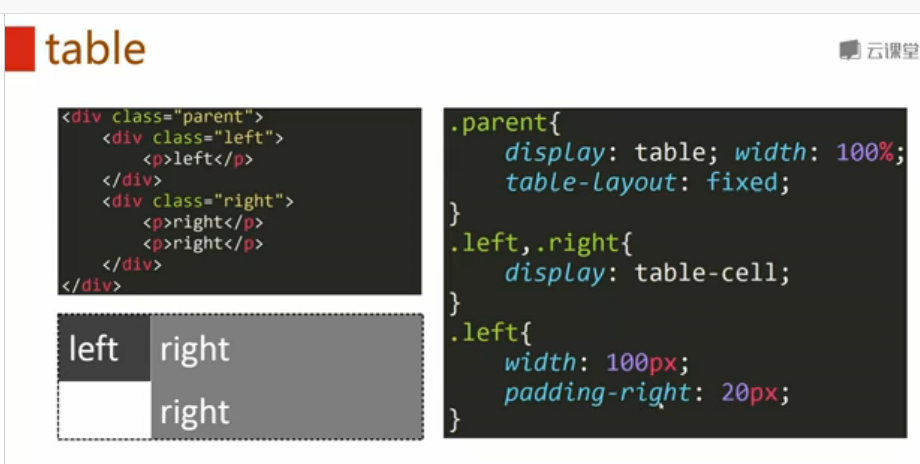 table
云课堂
<div class="parent">
    <div class="left">
        <p>left</p>
    </div>
    <div class="right">
        <p>right</p>
        <p>right</p>
    </div>
</div>
left
right
right
.parent{
    display: table; width: 100%;
    table-layout: fixed;
}
.left,.right{
    display: table-cell;
}
.left{
    width: 100px;
    padding-right: 20px;
}